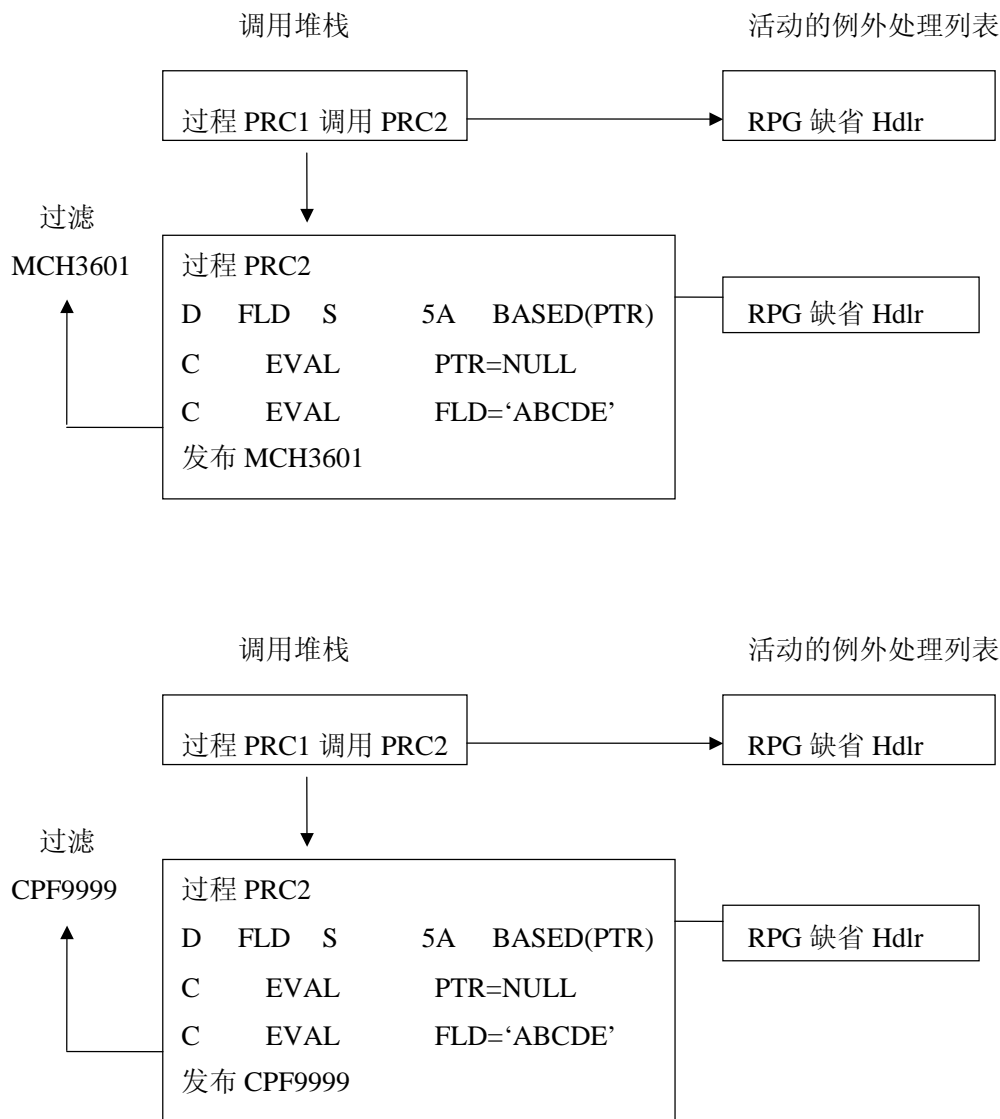 调用堆栈 活动的例外处理列表
过程 PRC1 调用 PRC2 RPG 缺省 Hdlr
过滤
MCH3601 过程 PRC2
D FLD S 5A BASED(PTR) RPG 缺省 Hdlr
C EVAL PTR=NULL
C EVAL FLD=‘ABCDE’
发布 MCH3601
调用堆栈 活动的例外处理列表
过程 PRC1 调用 PRC2 RPG 缺省 Hdlr
过滤
CPF9999 过程 PRC2
D FLD S 5A BASED(PTR) RPG 缺省 Hdlr
C EVAL PTR=NULL
C EVAL FLD=‘ABCDE’
发布 CPF9999